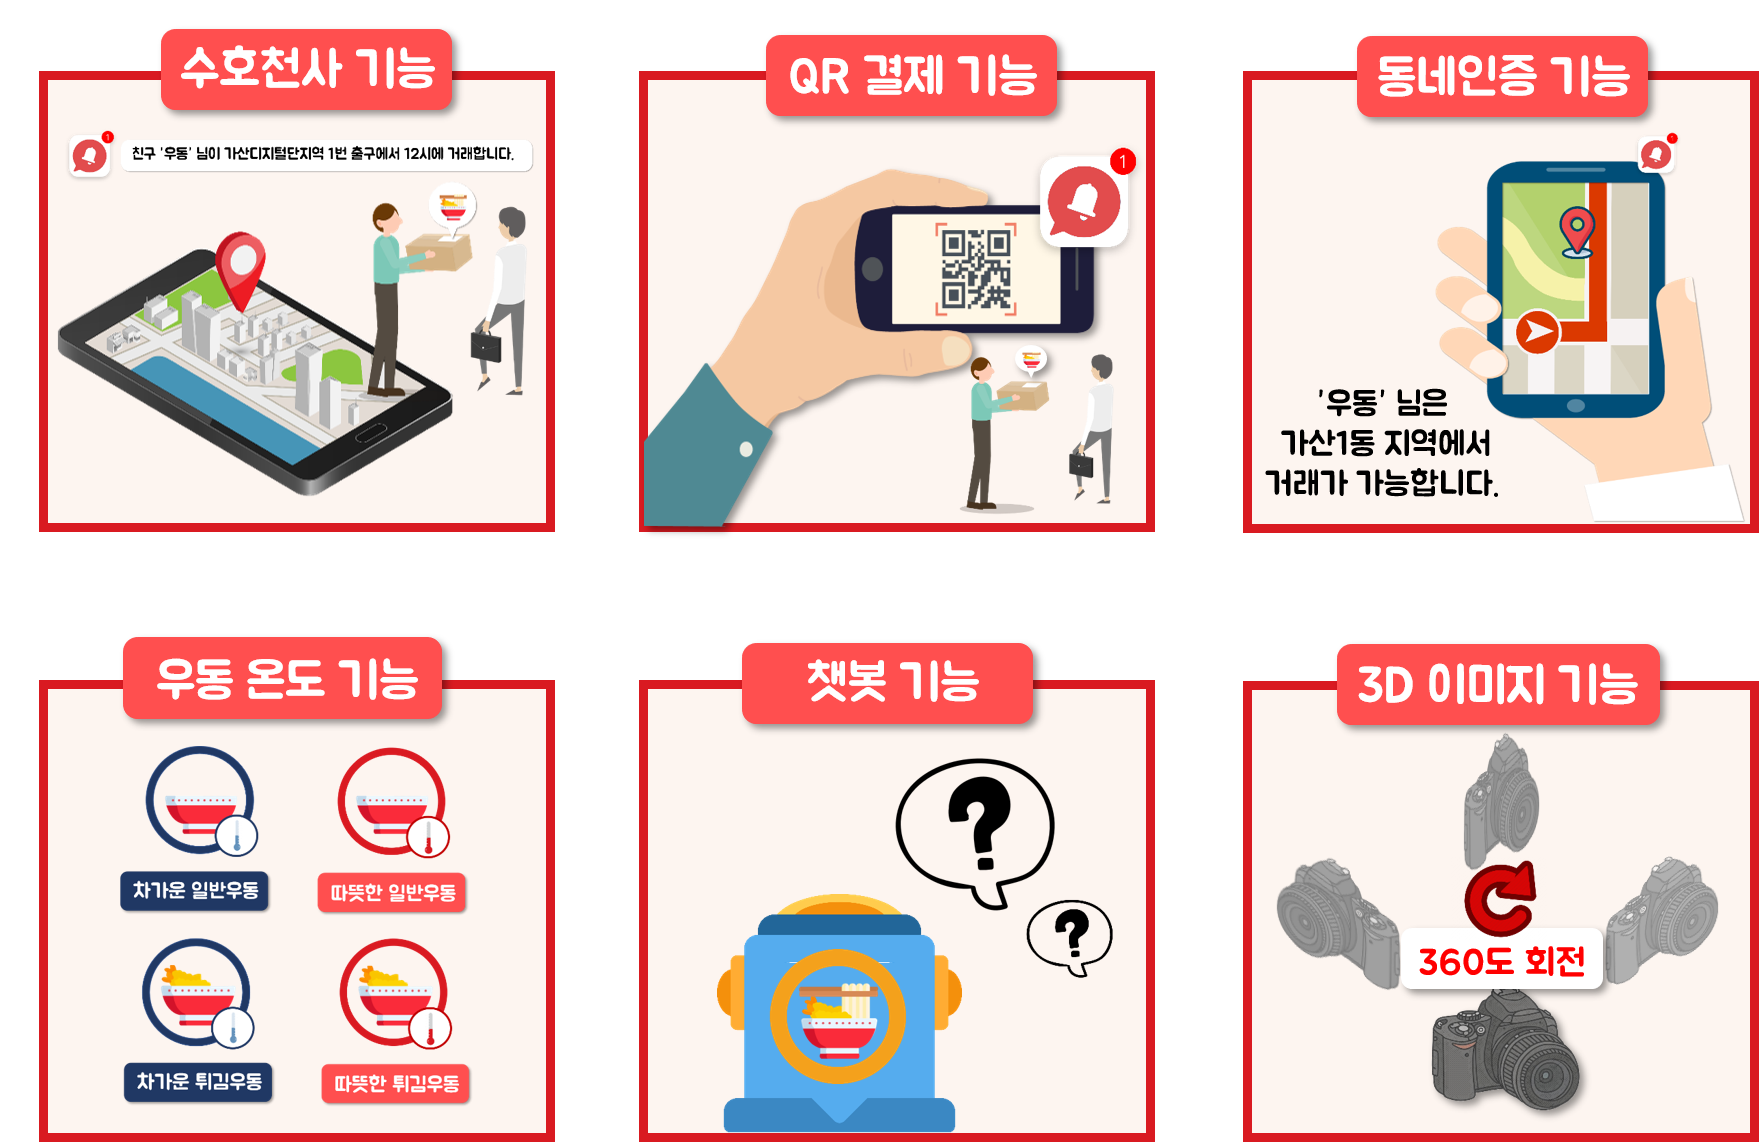 수호천사 기능
1
친구 '우동' 님이 가산디지털단지역 1번 출구에서 12시에 거래합니다.
QR 결제 기능
1
동네인증 기능
1
'우동' 님은
가산1동 지역에서
거래가 가능합니다.
우동 온도 기능
차가운 일반우동
따뜻한 일반우동
차가운 튀김우동
따뜻한 튀김우동
챗봇 기능
?
?
3D 이미지 기능
360도 회전